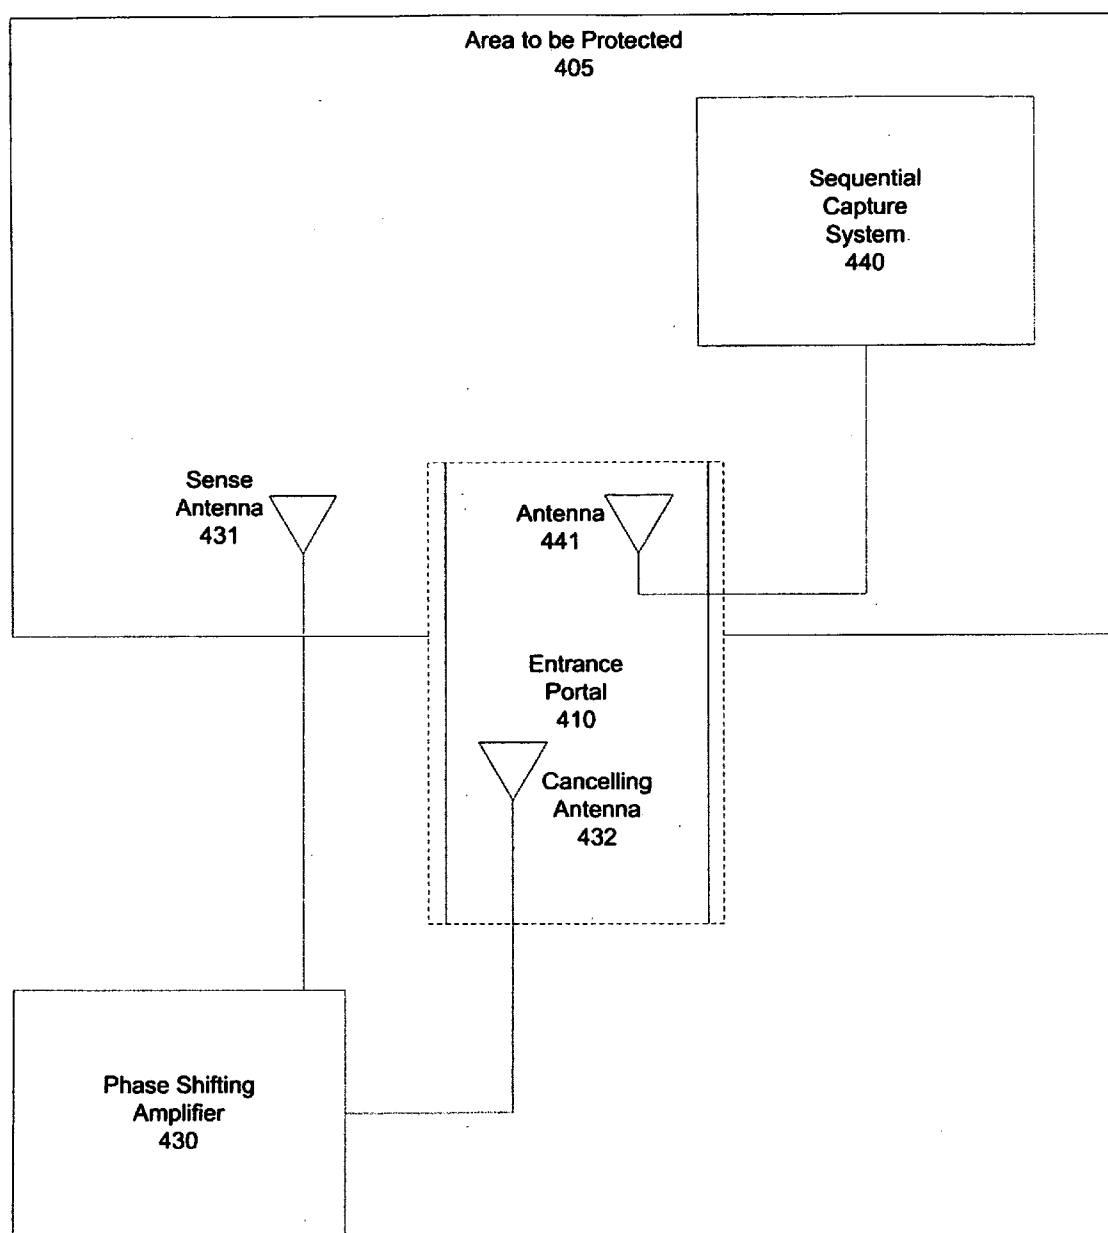 Area to be Protected
405
Sequential
Capture
System
440
Sense
Antenna
431
Antenna
441
Entrance
Portal
410
Cancelling
Antenna
432
Phase Shifting
Amplifier
430